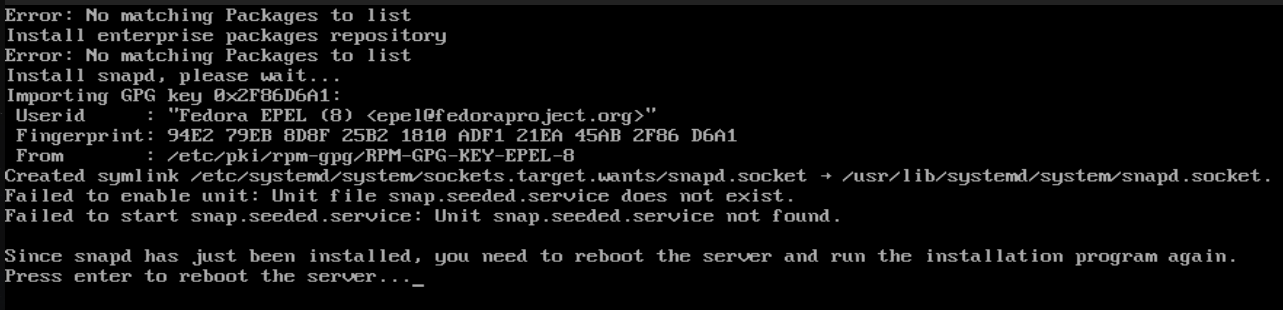 Error: No matching Packages to list
Install enterprise packages repository
Error: No matching Packages to list
Install snapd, please wait...
Importing GPG key 0x2F86D6A1:
 Userid     : "Fedora EPEL (8) <epel@fedoraproject.org>"
 Fingerprint: 94E2 79EB 8D8F 25B2 1810 ADF1 21EA 45AB 2F86 D6A1
 From       : /etc/pki/rpm-gpg/RPM-GPG-KEY-EPEL-8
Created symlink /etc/systemd/system/sockets.target.wants/snapd.socket → /usr/lib/systemd/system/snapd.socket.
Failed to enable unit: Unit file snap.seeded.service does not exist.
Failed to start snap.seeded.service: Unit snap.seeded.service not found.

Since snapd has just been installed, you need to reboot the server and run the installation program again.
Press enter to reboot the server..._